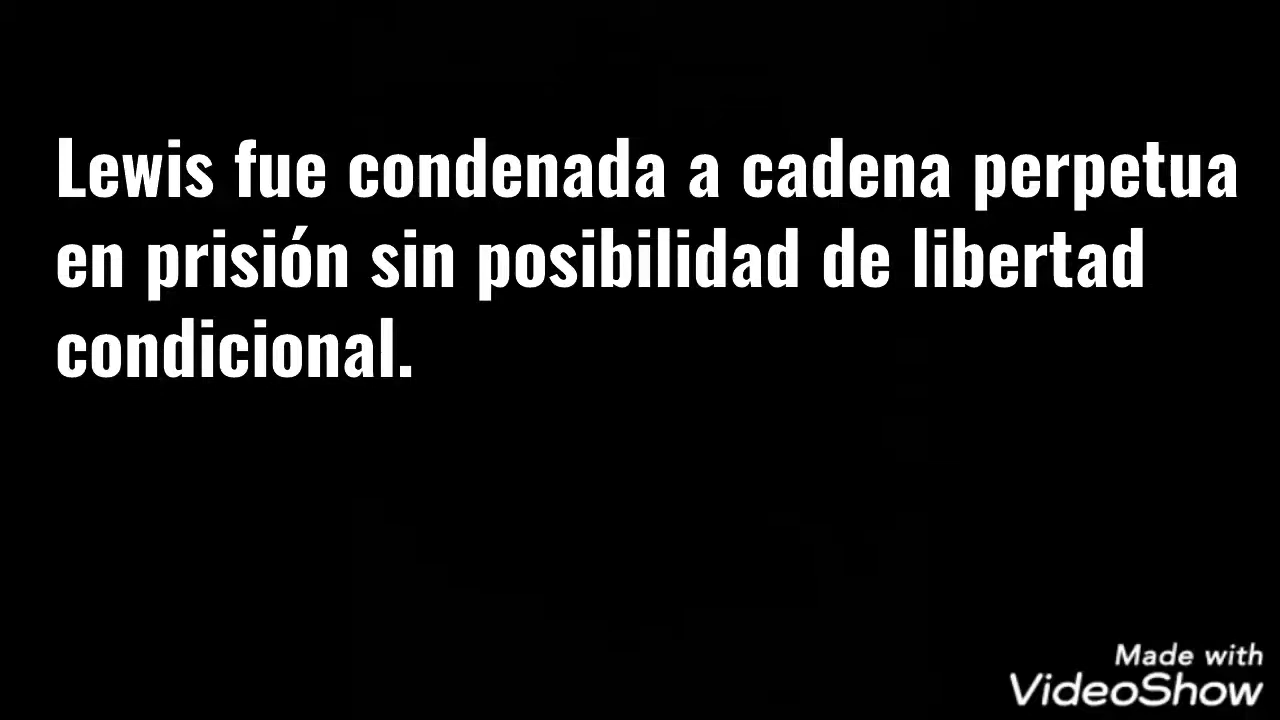 Lewis fue condenada a cadena perpetua
en prisión sin posibilidad de libertad
condicional.
Made with
VideoShow